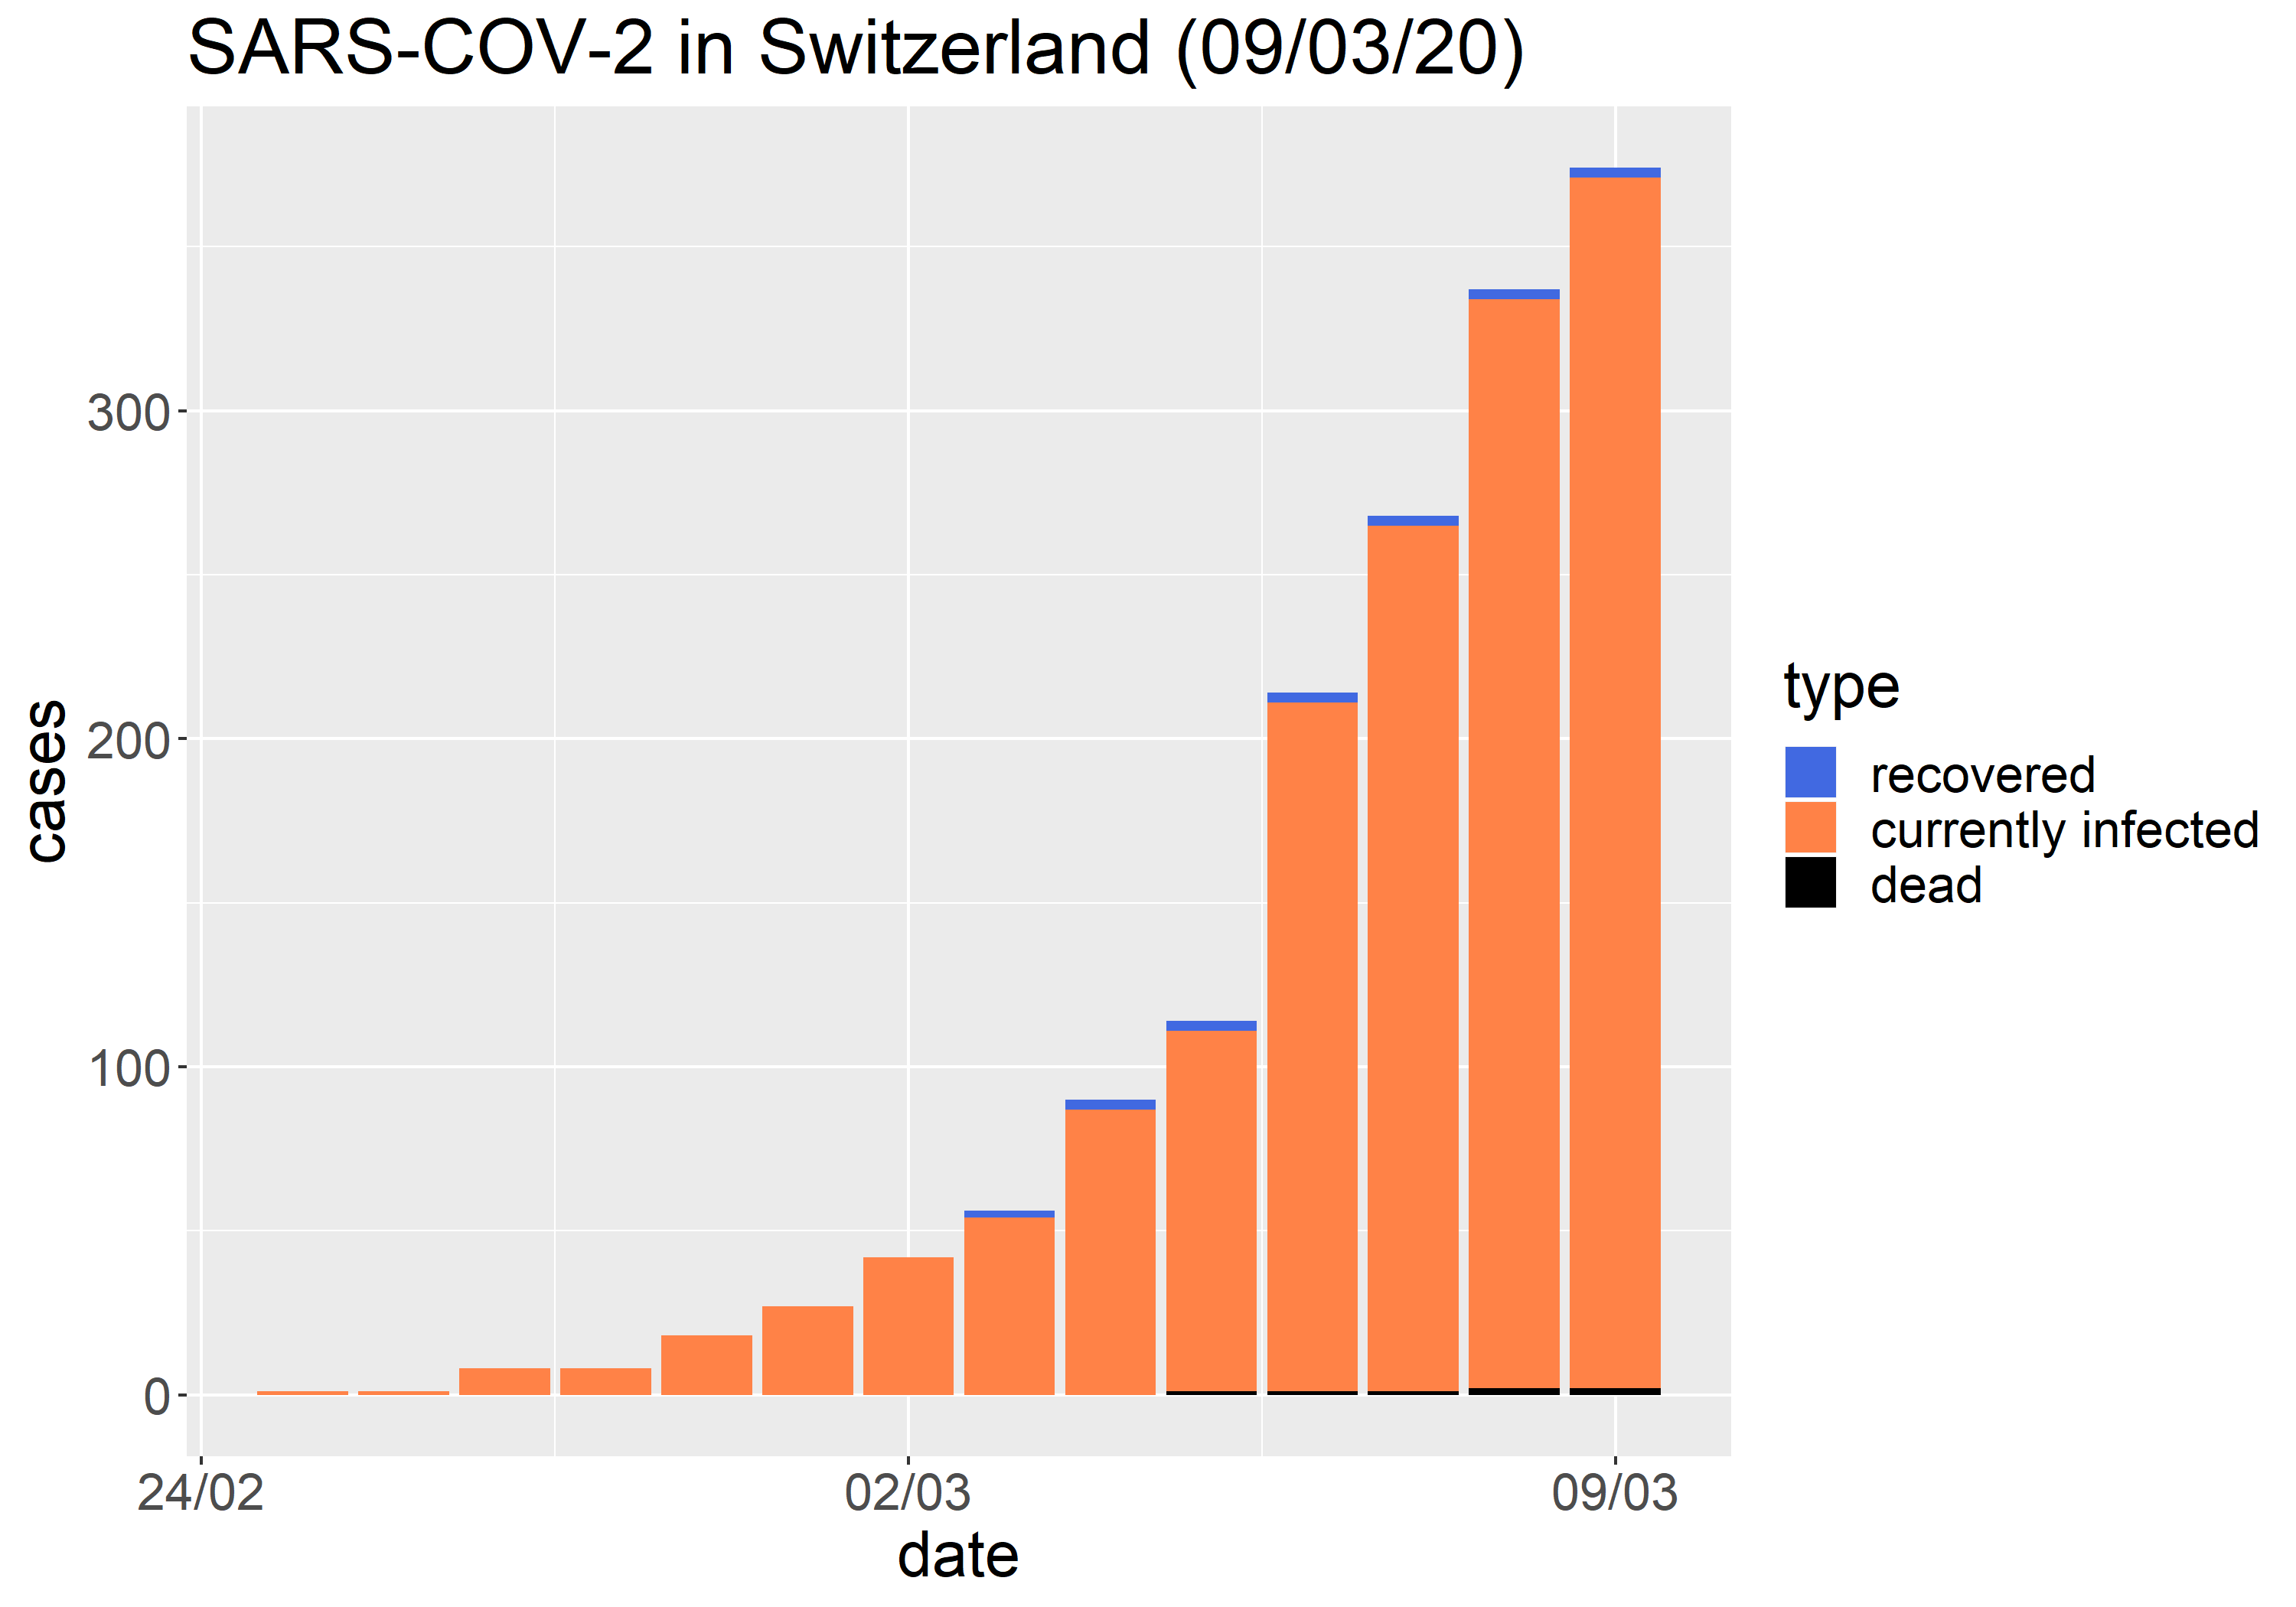 SARS-COV-2 in Switzerland (09/03/20)
cases
300
200
100
0
24/02
02/03
09/03
date
type
recovered
currently infected
dead